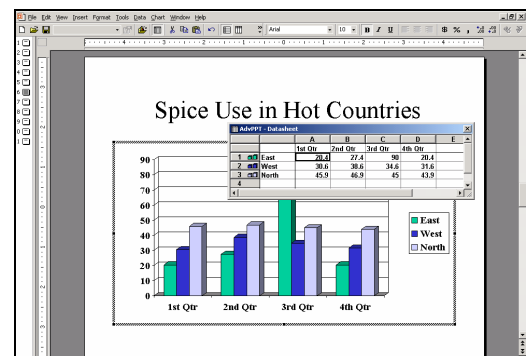 File Edit View Insert Format Tools Data Chart Window Help
Arial 10 B I U $ % ,
Spice Use in Hot Countries
AdvPPT - Datasheet
A B C D E
1st Qtr 2nd Qtr 3rd Qtr 4th Qtr
1 East 20.4 27.4 90 20.4
2 West 30.6 38.6 34.6 31.6
3 North 45.9 46.9 45 43.9
4
90
80
70
60
50
40
30
20
10
0
1st Qtr 2nd Qtr 3rd Qtr 4th Qtr
East
West
North